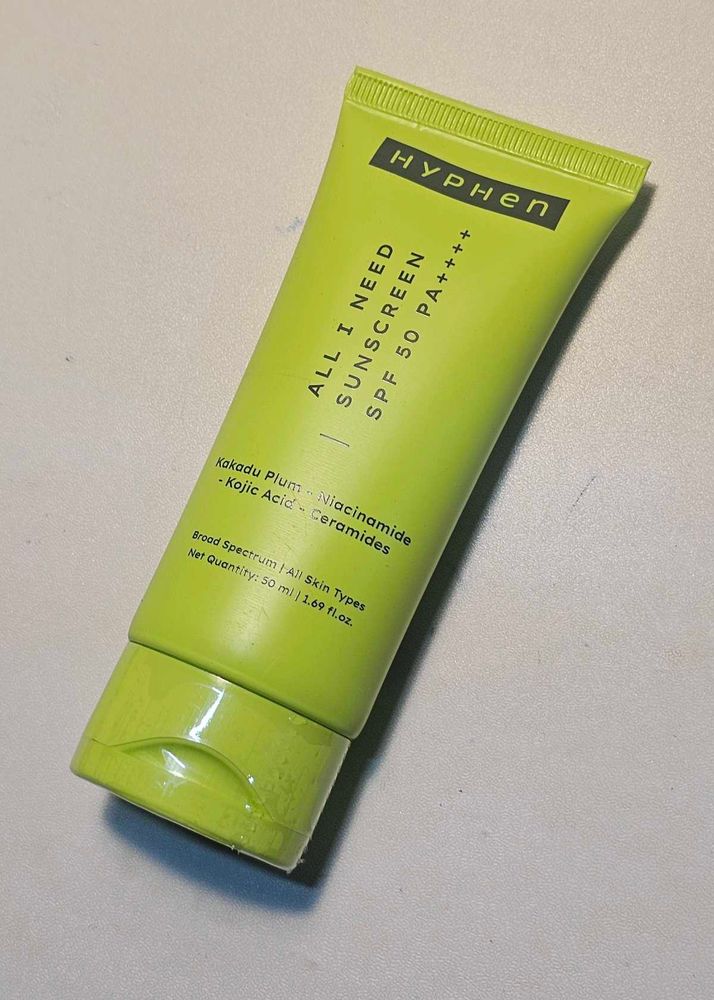 HYPHen
ALL I NEED
SUNSCREEN
SPF 50 PA++++
Kakadu Plum - Niacinamide
- Kojic Acid - Ceramides
Broad Spectrum | All Skin Types
Net Quantity: 50 ml | 1.69 fl.oz.